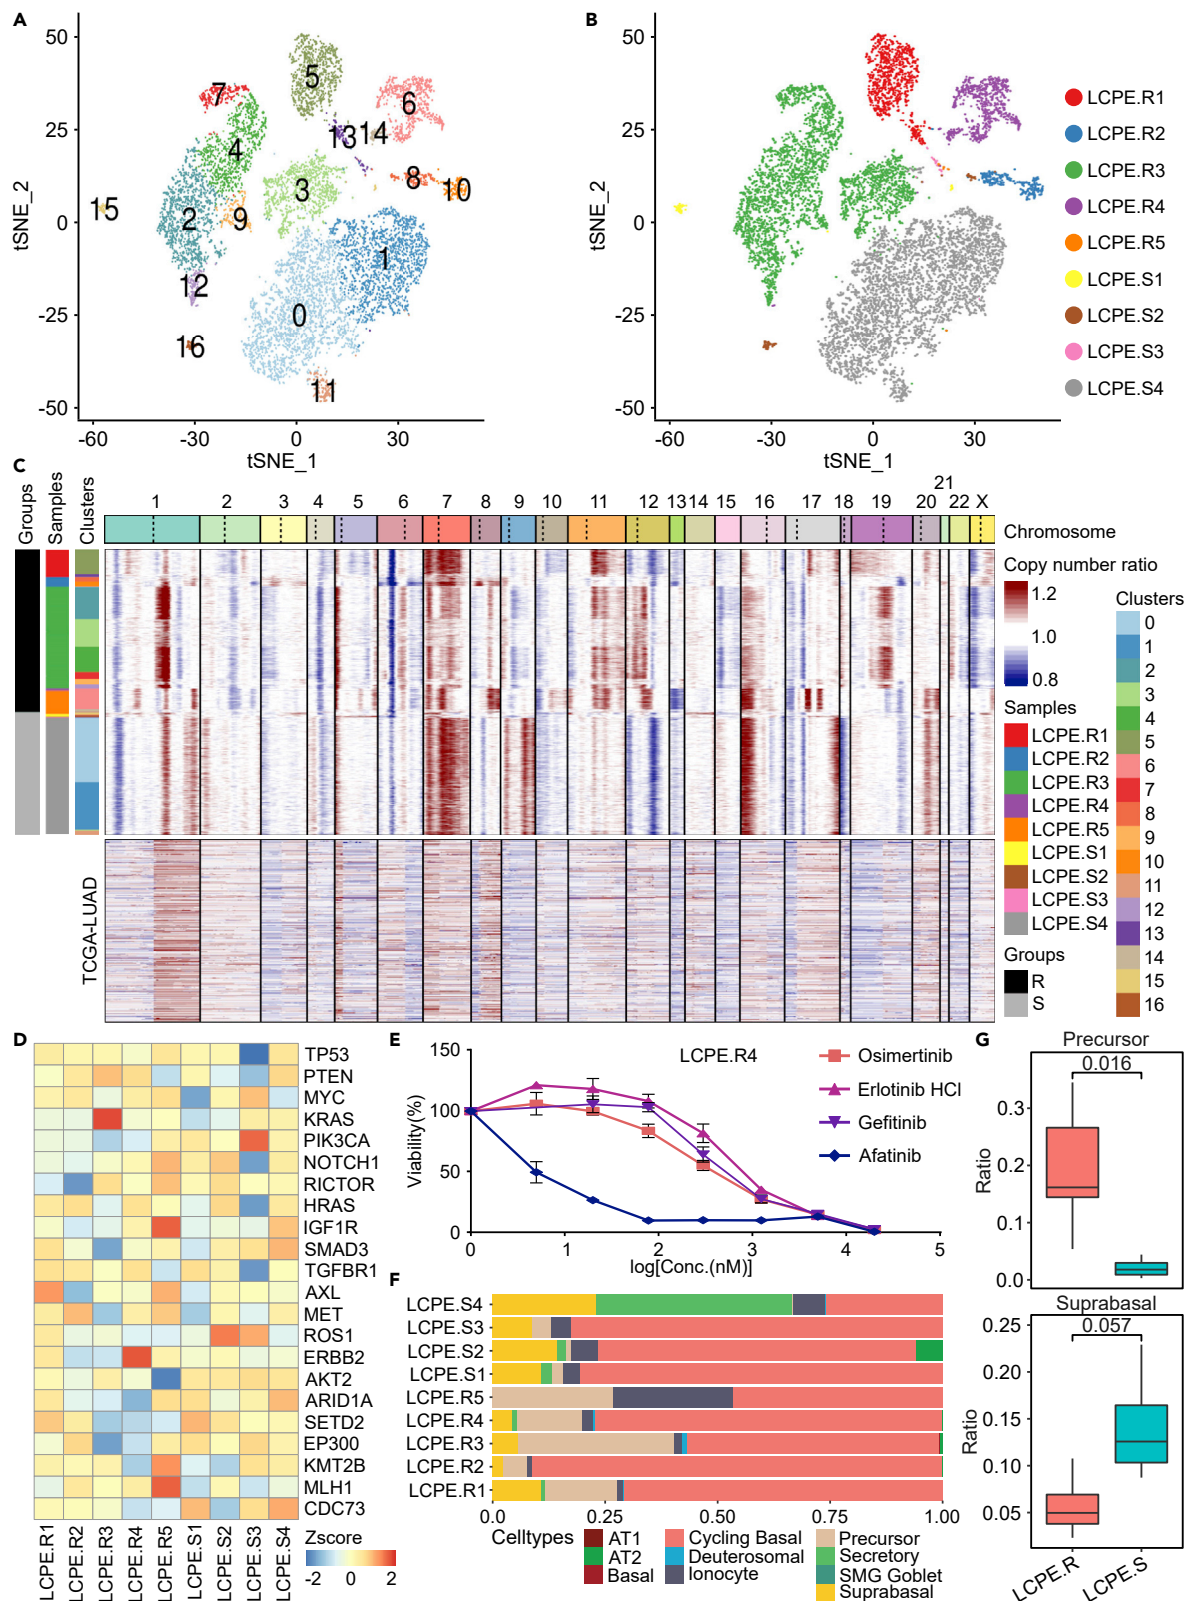 A
50
25
0
-25
-50
tSNE_2
-60
-30
0
30
tSNE_1
0
1
2
3
4
5
6
7
8
9
10
11
12
13
14
15
16
B
50
25
0
-25
-50
tSNE_2
-60
-30
0
30
tSNE_1
LCPE.R1
LCPE.R2
LCPE.R3
LCPE.R4
LCPE.R5
LCPE.S1
LCPE.S2
LCPE.S3
LCPE.S4
C
Groups
Samples
Clusters
1 2 3 4 5 6 7 8 9 10 11 12 13 14 15 16 17 18 19 20 21 22 X
Chromosome
TCGA-LUAD
Copy number ratio
1.2
1.0
0.8
Samples
LCPE.R1
LCPE.R2
LCPE.R3
LCPE.R4
LCPE.R5
LCPE.S1
LCPE.S2
LCPE.S3
LCPE.S4
Groups
R
S
Clusters
0
1
2
3
4
5
6
7
8
9
10
11
12
13
14
15
16
D
TP53
PTEN
MYC
KRAS
PIK3CA
NOTCH1
RICTOR
HRAS
IGF1R
SMAD3
TGFBR1
AXL
MET
ROS1
ERBB2
AKT2
ARID1A
SETD2
EP300
KMT2B
MLH1
CDC73
LCPE.R1
LCPE.R2
LCPE.R3
LCPE.R4
LCPE.R5
LCPE.S1
LCPE.S2
LCPE.S3
LCPE.S4
Zscore
-2 0 2
E
LCPE.R4
150
100
50
0
Viability(%)
0 1 2 3 4 5
log[Conc.(nM)]
Osimertinib
Erlotinib HCl
Gefitinib
Afatinib
F
LCPE.S4
LCPE.S3
LCPE.S2
LCPE.S1
LCPE.R5
LCPE.R4
LCPE.R3
LCPE.R2
LCPE.R1
0.00 0.25 0.50 0.75 1.00
Celltypes
AT1
AT2
Basal
Cycling Basal
Deuterosomal
Ionocyte
Precursor
Secretory
SMG Goblet
Suprabasal
G
Precursor
0.016
0.3
0.2
0.1
0.0
Ratio
Suprabasal
0.057
0.25
0.20
0.15
0.10
0.05
Ratio
LCPE.R
LCPE.S